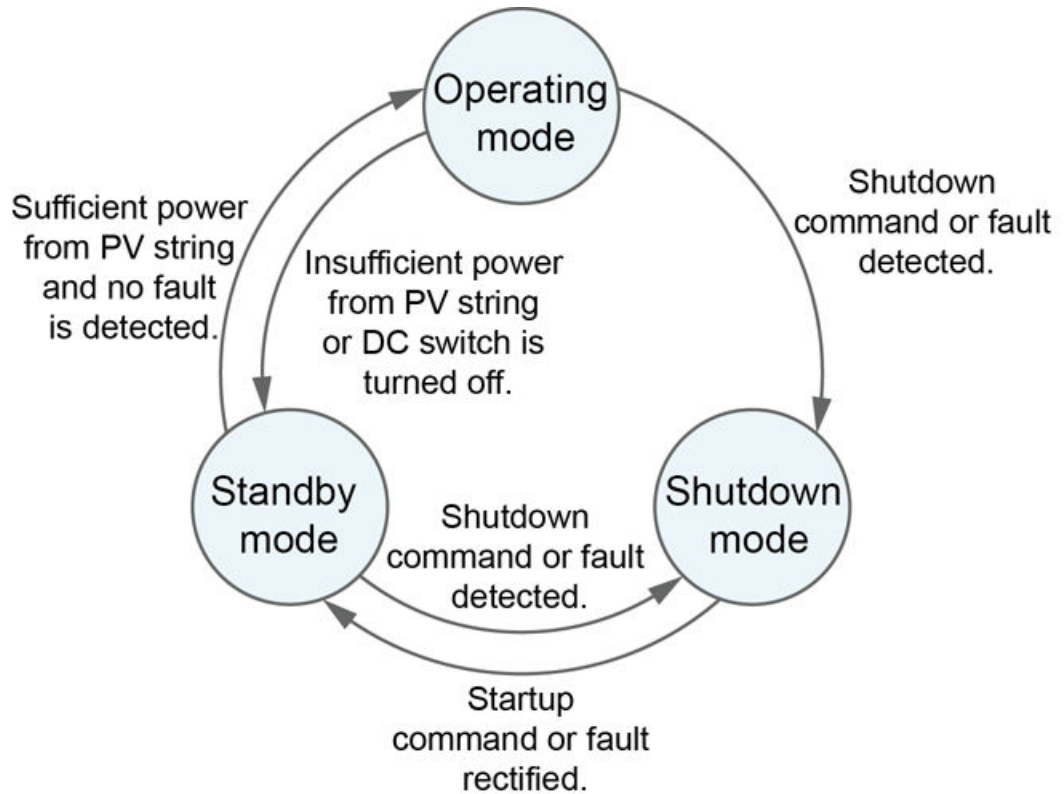 Operating
mode
Sufficient power
from PV string
and no fault
is detected.
Insufficient power
from PV string
or DC switch is
turned off.
Shutdown
command or fault
detected.
Standby
mode
Shutdown
command or fault
detected.
Shutdown
mode
Startup
command or fault
rectified.